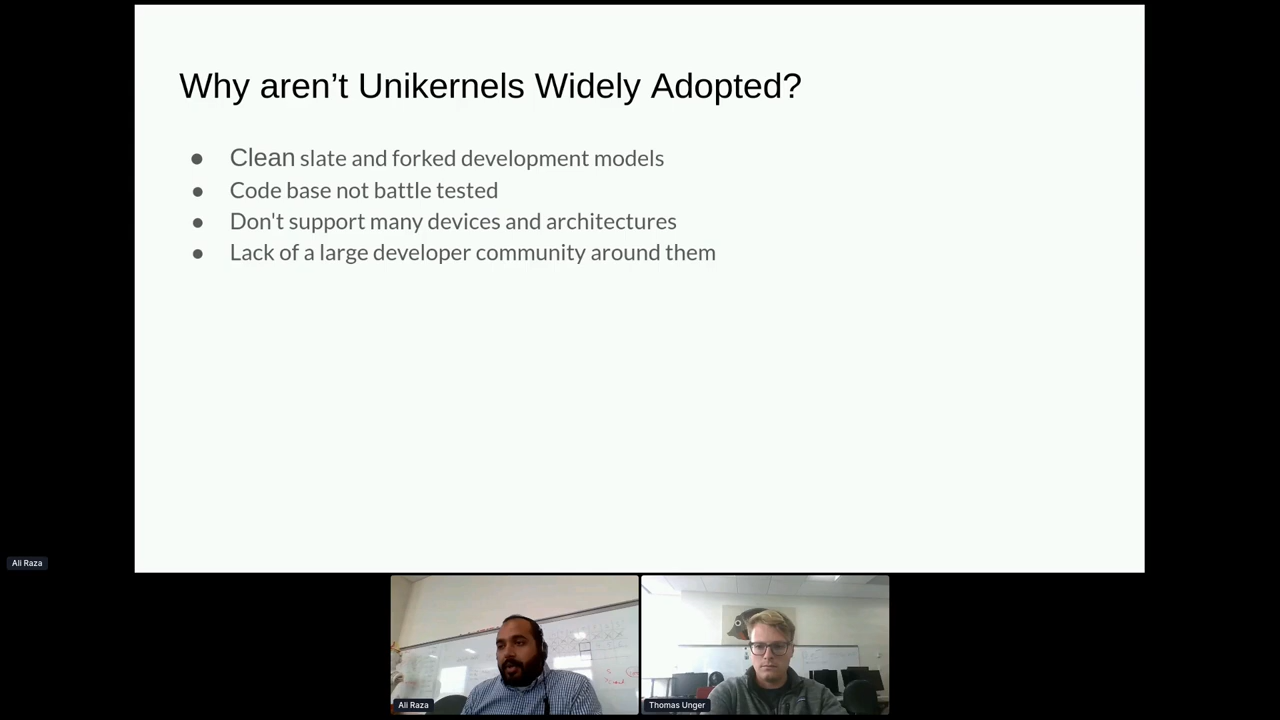 Why aren’t Unikernels Widely Adopted?
● Clean slate and forked development models
● Code base not battle tested
● Don't support many devices and architectures
● Lack of a large developer community around them
Ali Raza
Ali Raza
Thomas Unger